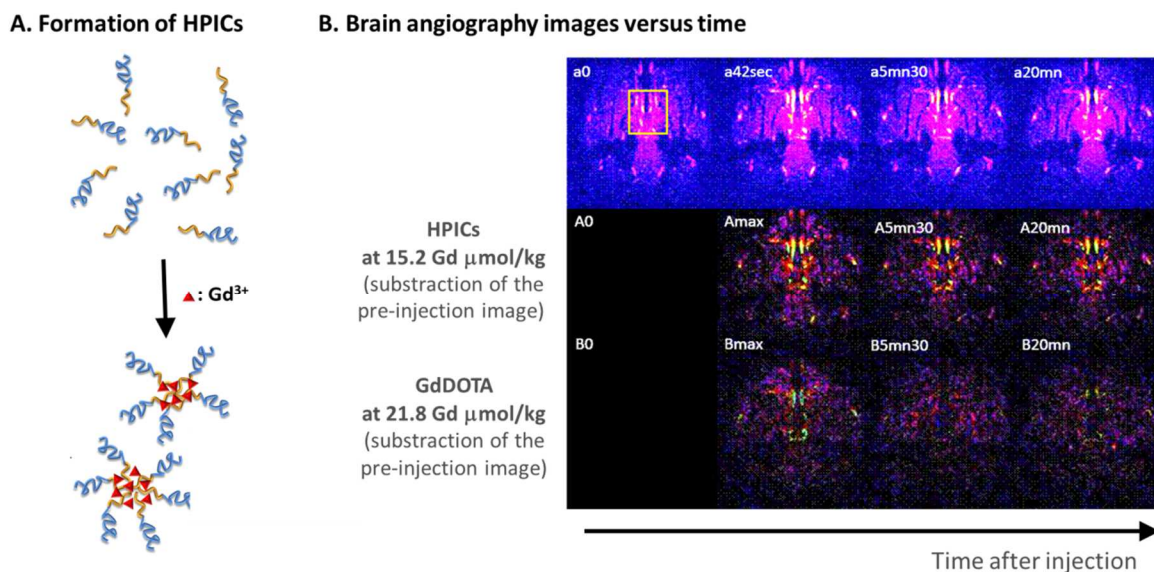 A. Formation of HPICs
B. Brain angiography images versus time
▲: Gd³⁺
a0
a42sec
a5mn30
a20mn
HPICs
at 15.2 Gd μmol/kg
(substraction of the
pre-injection image)
A0
Amax
A5mn30
A20mn
GdDOTA
at 21.8 Gd μmol/kg
(substraction of the
pre-injection image)
B0
Bmax
B5mn30
B20mn
Time after injection